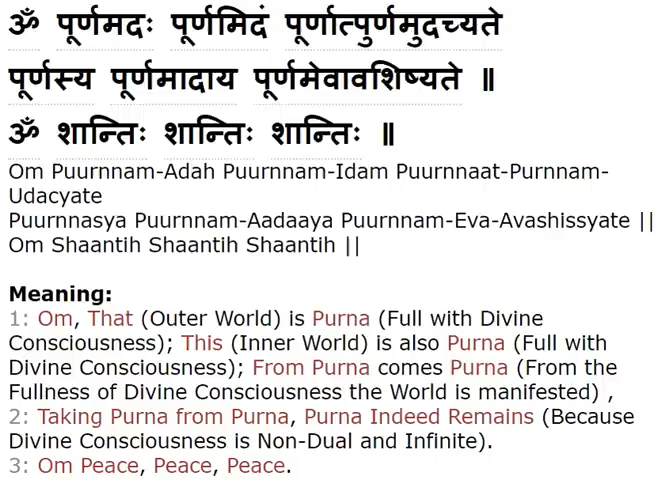 ॐ पूर्णमदः पूर्णमिदं पूर्णात्पुर्णमुदच्यते
पूर्णस्य पूर्णमादाय पूर्णमेवावशिष्यते ॥
ॐ शान्तिः शान्तिः शान्तिः ॥
Om Puurnnam-Adah Puurnnam-Idam Puurnnaat-Purnnam-
Udacyate
Puurnnasya Puurnnam-Aadaaya Puurnnam-Eva-Avashissyate ||
Om Shaantih Shaantih Shaantih ||
Meaning:
1: Om, That (Outer World) is Purna (Full with Divine
Consciousness); This (Inner World) is also Purna (Full with
Divine Consciousness); From Purna comes Purna (From the
Fullness of Divine Consciousness the World is manifested) ,
2: Taking Purna from Purna, Purna Indeed Remains (Because
Divine Consciousness is Non-Dual and Infinite).
3: Om Peace, Peace, Peace.